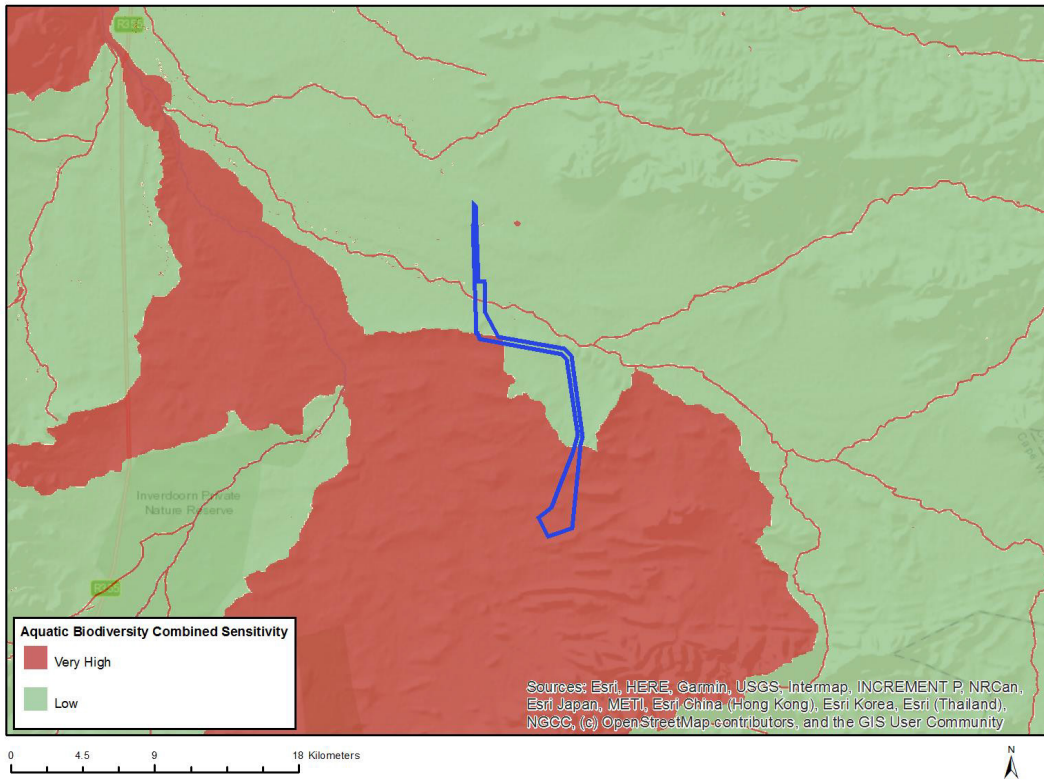 Inverdoorn Private
Nature Reserve
Aquatic Biodiversity Combined Sensitivity
Very High
Low
Sources: Esri, HERE, Garmin, USGS, Intermap, INCREMENT P, NRCan,
Esri Japan, METI, Esri China (Hong Kong), Esri Korea, Esri (Thailand),
NGCC, (c) OpenStreetMap contributors, and the GIS User Community
0 4.5 9 18 Kilometers
N